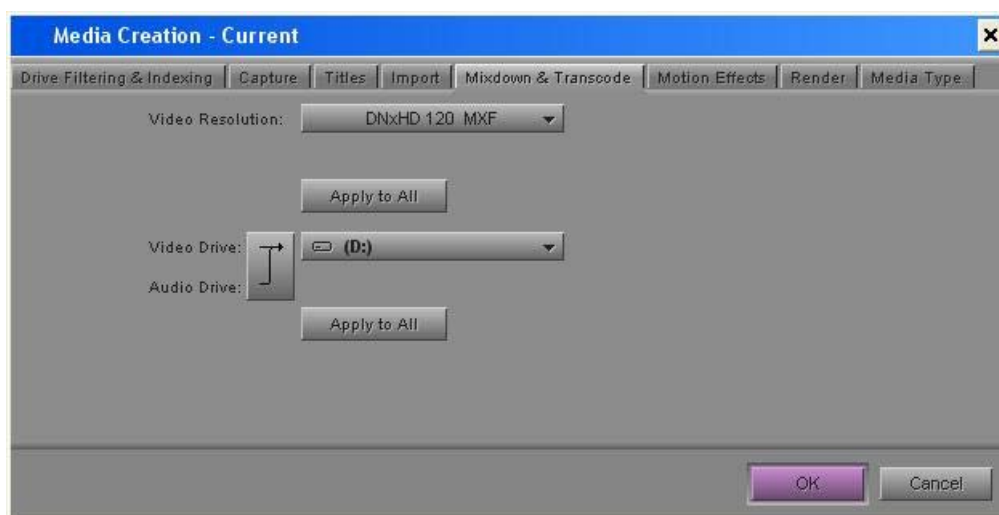 Media Creation - Current
Drive Filtering & Indexing Capture Titles Import Mixdown & Transcode Motion Effects Render Media Type
Video Resolution: DNxHD 120 MXF
Apply to All
Video Drive: (D:)
Audio Drive:
Apply to All
OK Cancel